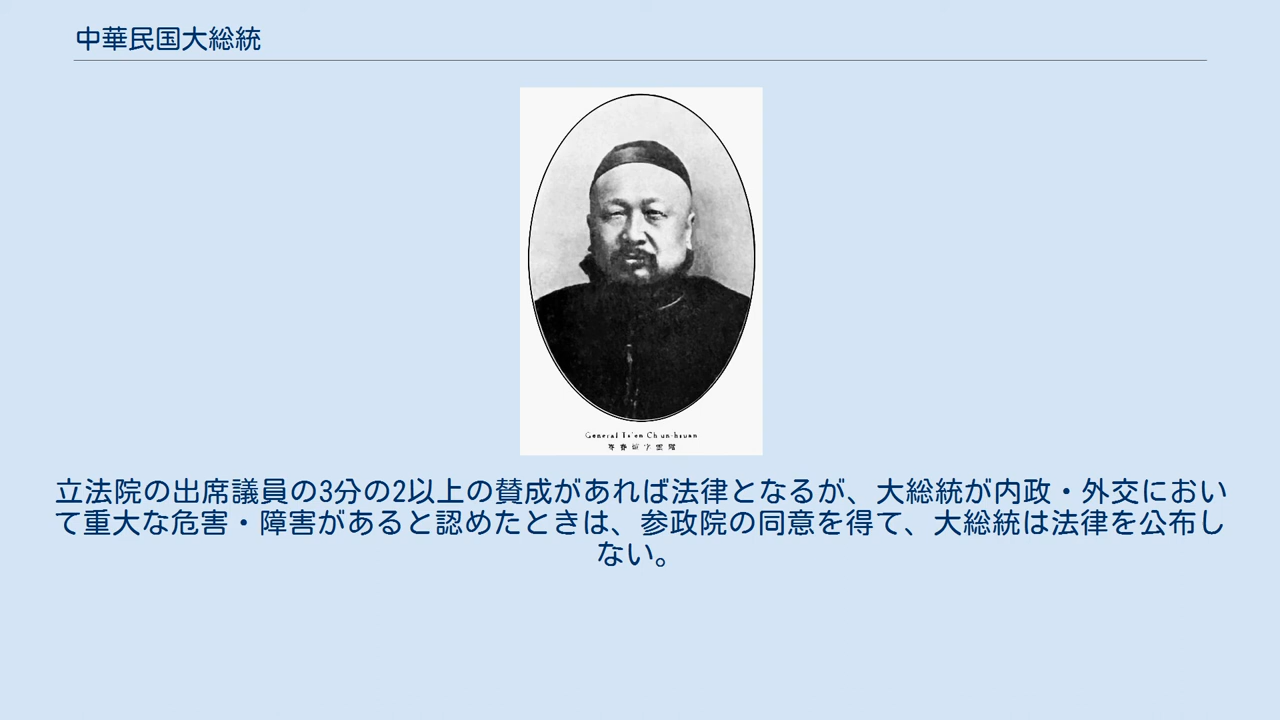 中華民国大総統
General Ts'en Chun-hsuan
立法院の出席議員の3分の2以上の賛成があれば法律となるが、大総統が内政・外交におい
て重大な危害・障害があると認めたときは、参政院の同意を得て、大総統は法律を公布し
ない。